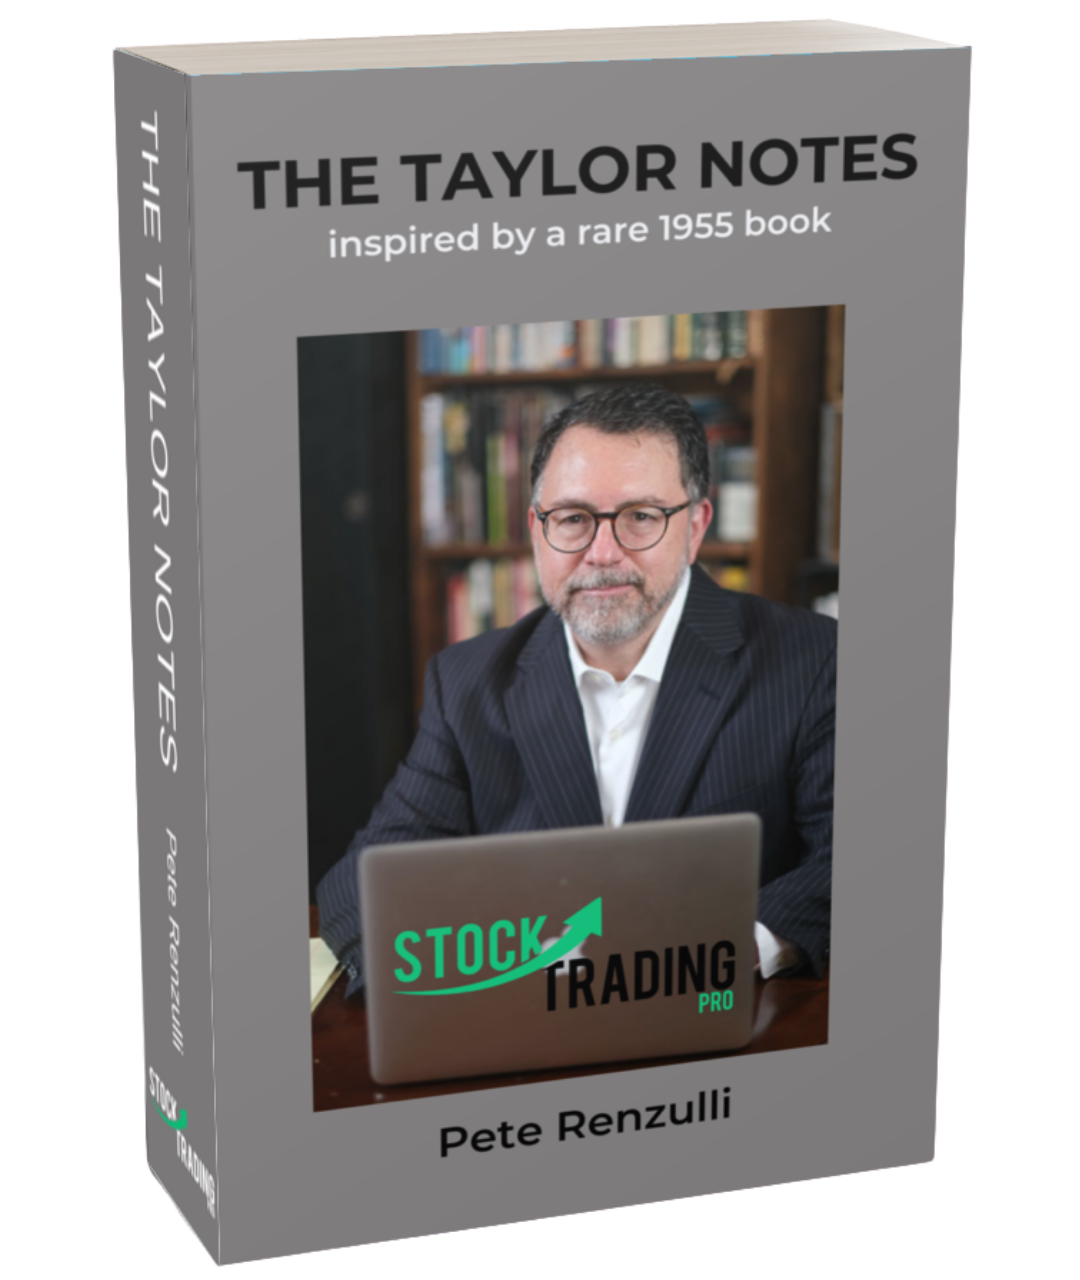 THE TAYLOR NOTES
inspired by a rare 1955 book
STOCK
TRADING
PRO
Pete Renzulli
THE TAYLOR NOTES Pete Renzulli
STOCK
TRADING
PRO